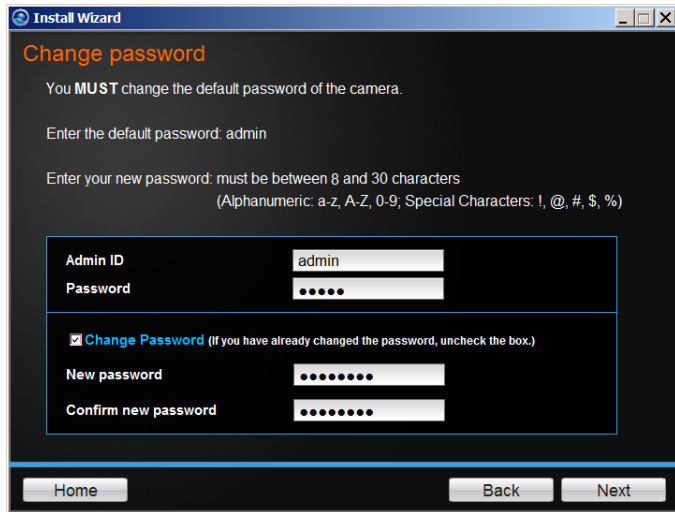 Install Wizard
Change password
You MUST change the default password of the camera.
Enter the default password: admin
Enter your new password: must be between 8 and 30 characters
(Alphanumeric: a-z, A-Z, 0-9; Special Characters: !, @, #, $, %)
Admin ID admin
Password ●●●●●
Change Password (If you have already changed the password, uncheck the box.)
New password ●●●●●●●●
Confirm new password ●●●●●●●●
Home Back Next